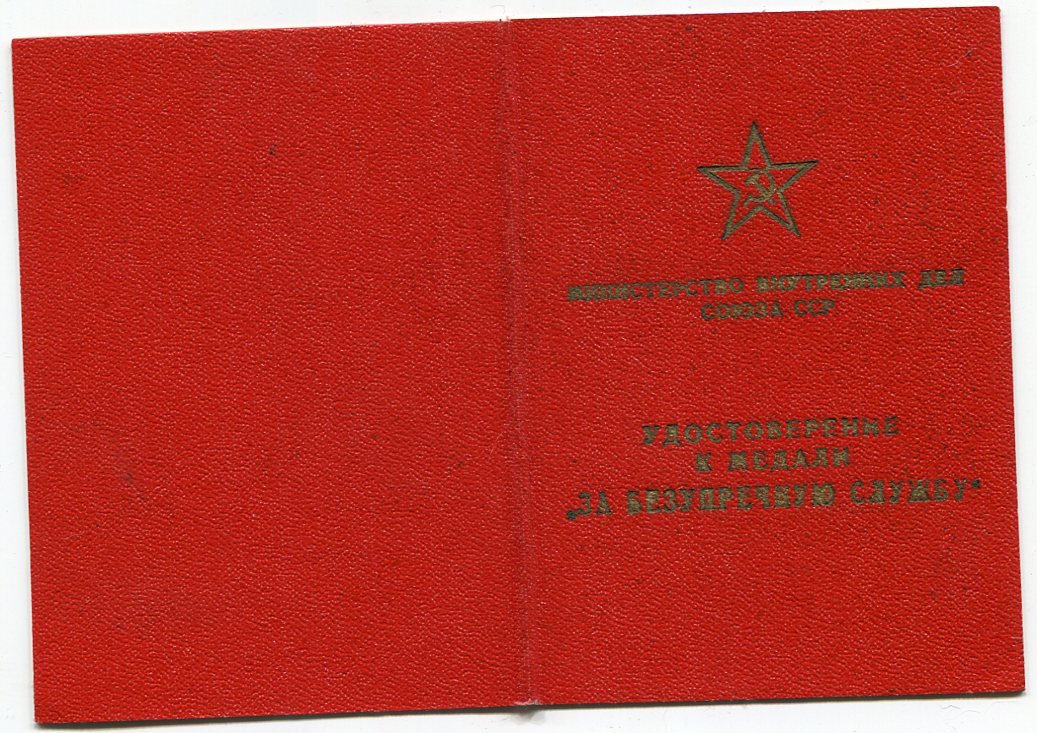 МИНИСТЕРСТВО ВНУТРЕННИХ ДЕЛ
СОЮЗА ССР
УДОСТОВЕРЕНИЕ
К МЕДАЛИ
„ЗА БЕЗУПРЕЧНУЮ СЛУЖБУ“